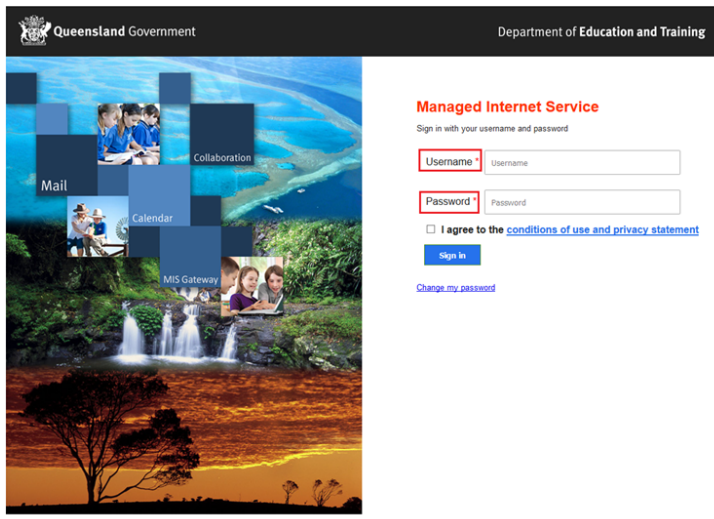 Queensland Government
Department of Education and Training
Collaboration
Mail
Calendar
MIS Gateway
Managed Internet Service
Sign in with your username and password
Username * Username
Password * Password
I agree to the conditions of use and privacy statement
Sign in
Change my password